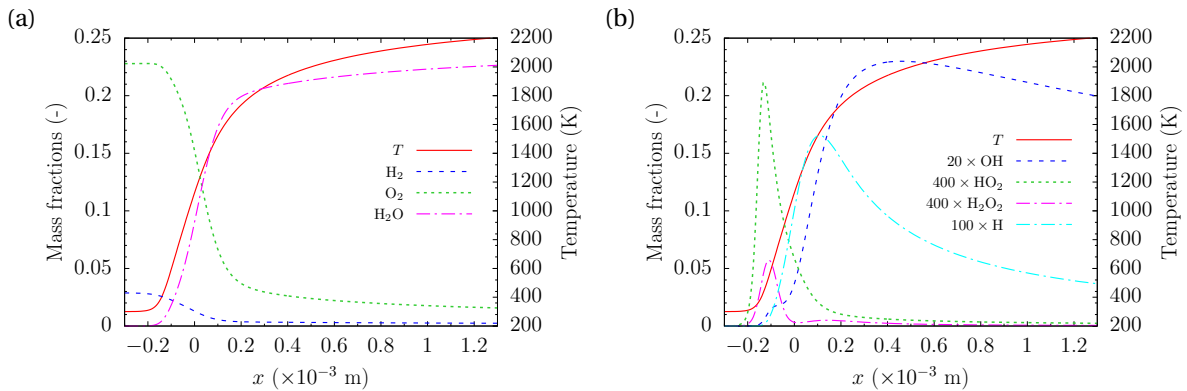 (a)
0.25
0.2
0.15
0.1
0.05
0
Mass fractions (-)
−0.2 0 0.2 0.4 0.6 0.8 1 1.2
x (×10⁻³ m)
2200
2000
1800
1600
1400
1200
1000
800
600
400
200
Temperature (K)
T
H₂
O₂
H₂O
(b)
0.25
0.2
0.15
0.1
0.05
0
Mass fractions (-)
−0.2 0 0.2 0.4 0.6 0.8 1 1.2
x (×10⁻³ m)
2200
2000
1800
1600
1400
1200
1000
800
600
400
200
Temperature (K)
T
20 × OH
400 × HO₂
400 × H₂O₂
100 × H